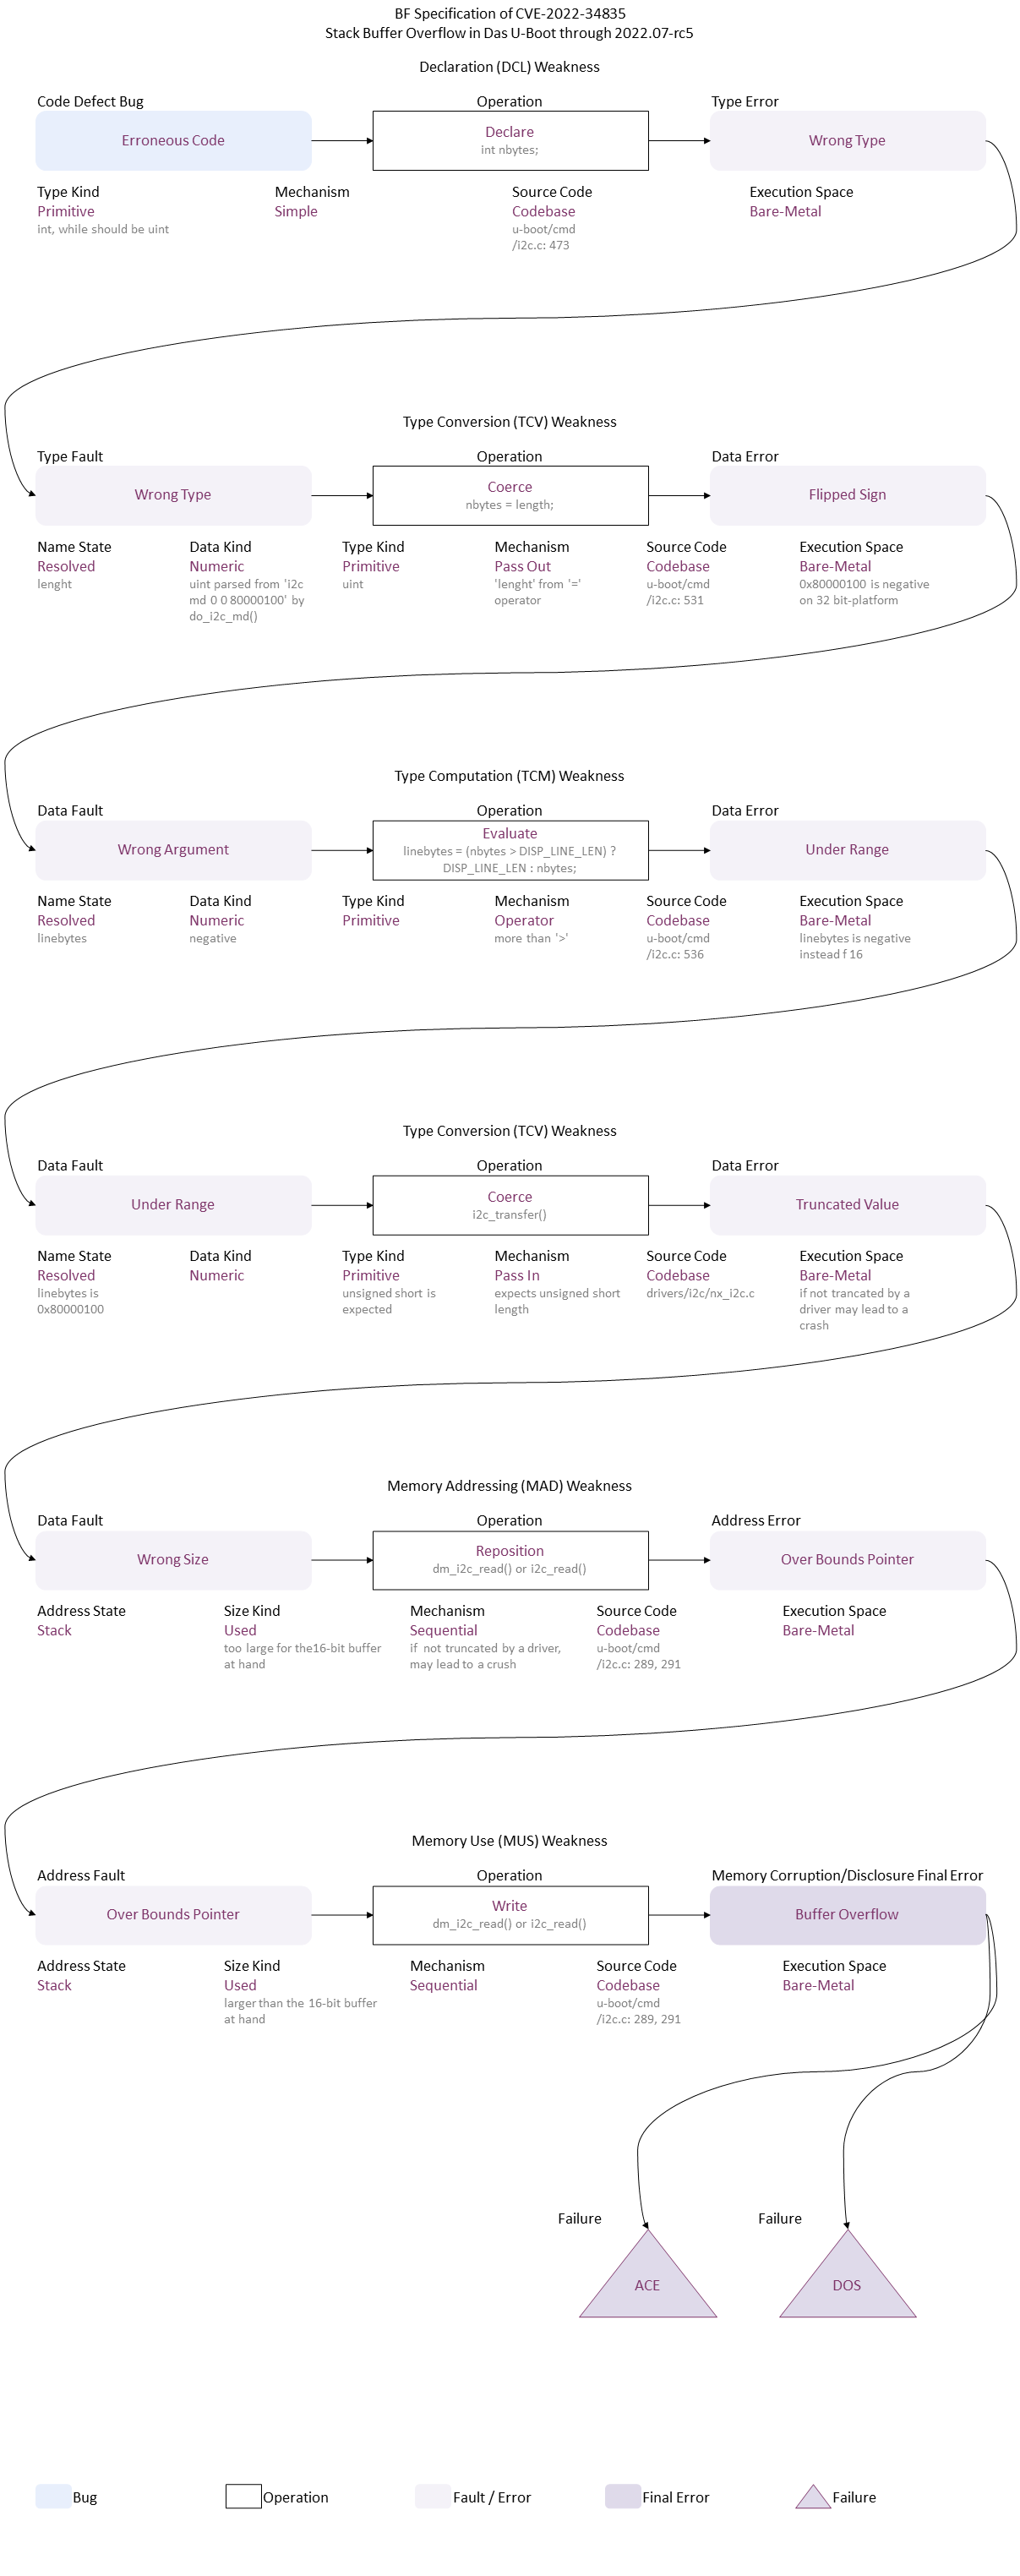 BF Specification of CVE-2022-34835
Stack Buffer Overflow in Das U-Boot through 2022.07-rc5
Declaration (DCL) Weakness
Code Defect Bug
Operation
Type Error
Erroneous Code
Declare
int nbytes;
Wrong Type
Type Kind
Primitive
int, while should be uint
Mechanism
Simple
Source Code
Codebase
u-boot/cmd
/i2c.c: 473
Execution Space
Bare-Metal
Type Conversion (TCV) Weakness
Type Fault
Operation
Data Error
Wrong Type
Coerce
nbytes = length;
Flipped Sign
Name State
Resolved
lenght
Data Kind
Numeric
uint parsed from 'i2c
md 0 0 80000100' by
do_i2c_md()
Type Kind
Primitive
uint
Mechanism
Pass Out
'lenght' from '='
operator
Source Code
Codebase
u-boot/cmd
/i2c.c: 531
Execution Space
Bare-Metal
0x80000100 is negative
on 32 bit-platform
Type Computation (TCM) Weakness
Data Fault
Operation
Data Error
Wrong Argument
Evaluate
linebytes = (nbytes > DISP_LINE_LEN) ?
DISP_LINE_LEN : nbytes;
Under Range
Name State
Resolved
linebytes
Data Kind
Numeric
negative
Type Kind
Primitive
Mechanism
Operator
more than '>'
Source Code
Codebase
u-boot/cmd
/i2c.c: 536
Execution Space
Bare-Metal
linebytes is negative
instead f 16
Type Conversion (TCV) Weakness
Data Fault
Operation
Data Error
Under Range
Coerce
i2c_transfer()
Truncated Value
Name State
Resolved
linebytes is
0x80000100
Data Kind
Numeric
Type Kind
Primitive
unsigned short is
expected
Mechanism
Pass In
expects unsigned short
length
Source Code
Codebase
drivers/i2c/nx_i2c.c
Execution Space
Bare-Metal
if not trancated by a
driver may lead to a
crash
Memory Addressing (MAD) Weakness
Data Fault
Operation
Address Error
Wrong Size
Reposition
dm_i2c_read() or i2c_read()
Over Bounds Pointer
Address State
Stack
Size Kind
Used
too large for the16-bit buffer
at hand
Mechanism
Sequential
if not truncated by a driver,
may lead to a crush
Source Code
Codebase
u-boot/cmd
/i2c.c: 289, 291
Execution Space
Bare-Metal
Memory Use (MUS) Weakness
Address Fault
Operation
Memory Corruption/Disclosure Final Error
Over Bounds Pointer
Write
dm_i2c_read() or i2c_read()
Buffer Overflow
Address State
Stack
Size Kind
Used
larger than the 16-bit buffer
at hand
Mechanism
Sequential
Source Code
Codebase
u-boot/cmd
/i2c.c: 289, 291
Execution Space
Bare-Metal
Failure
Failure
ACE
DOS
Bug
Operation
Fault / Error
Final Error
Failure